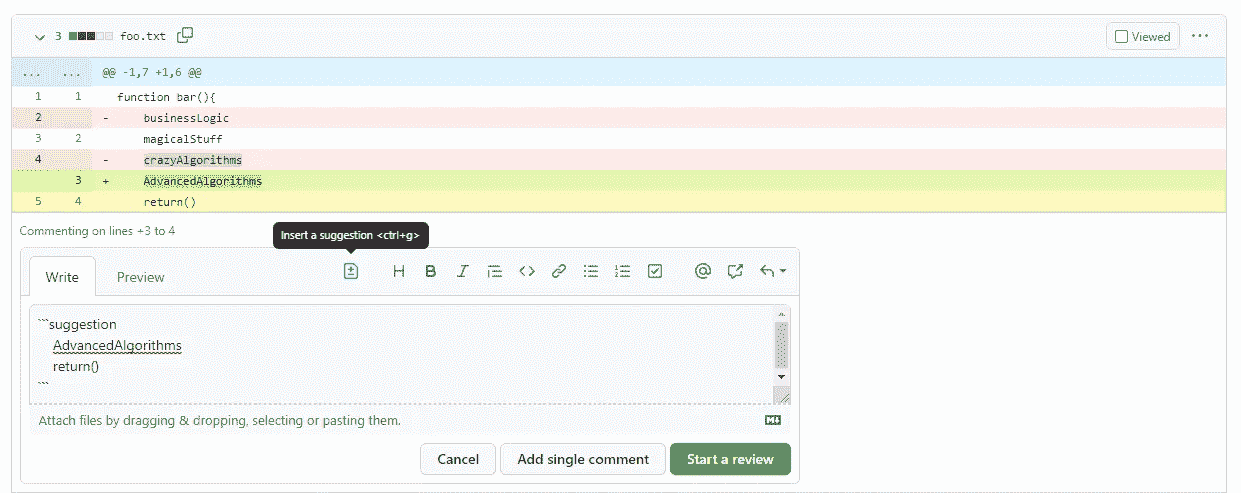 3 foo.txt Viewed ...
... ... @@ -1,7 +1,6 @@
1 1 function bar(){
2 - businessLogic
3 2 magicalStuff
4 - crazyAlgorithms
3 + AdvancedAlgorithms
5 4 return()
Commenting on lines +3 to 4
Insert a suggestion <ctrl+g>
Write Preview H B I
```suggestion
AdvancedAlgorithms
return()
```
Attach files by dragging & dropping, selecting or pasting them.
Cancel Add single comment Start a review